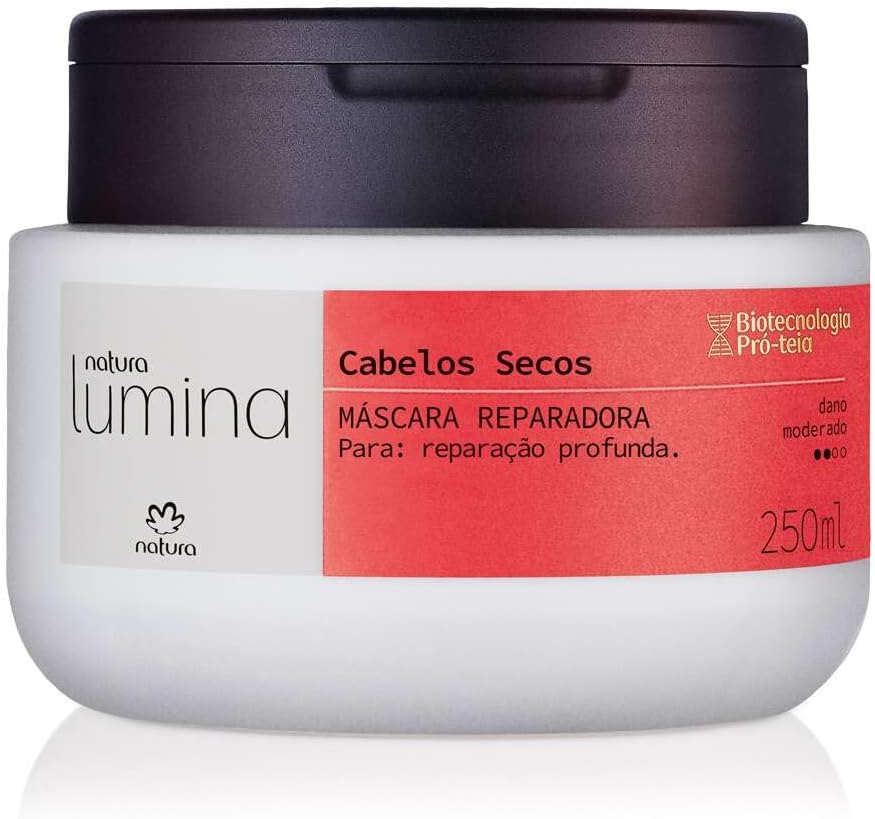 natura
lumina
natura
Cabelos Secos
MÁSCARA REPARADORA
Para: reparação profunda.
Biotecnologia
Pró-teia
dano
moderado
250ml